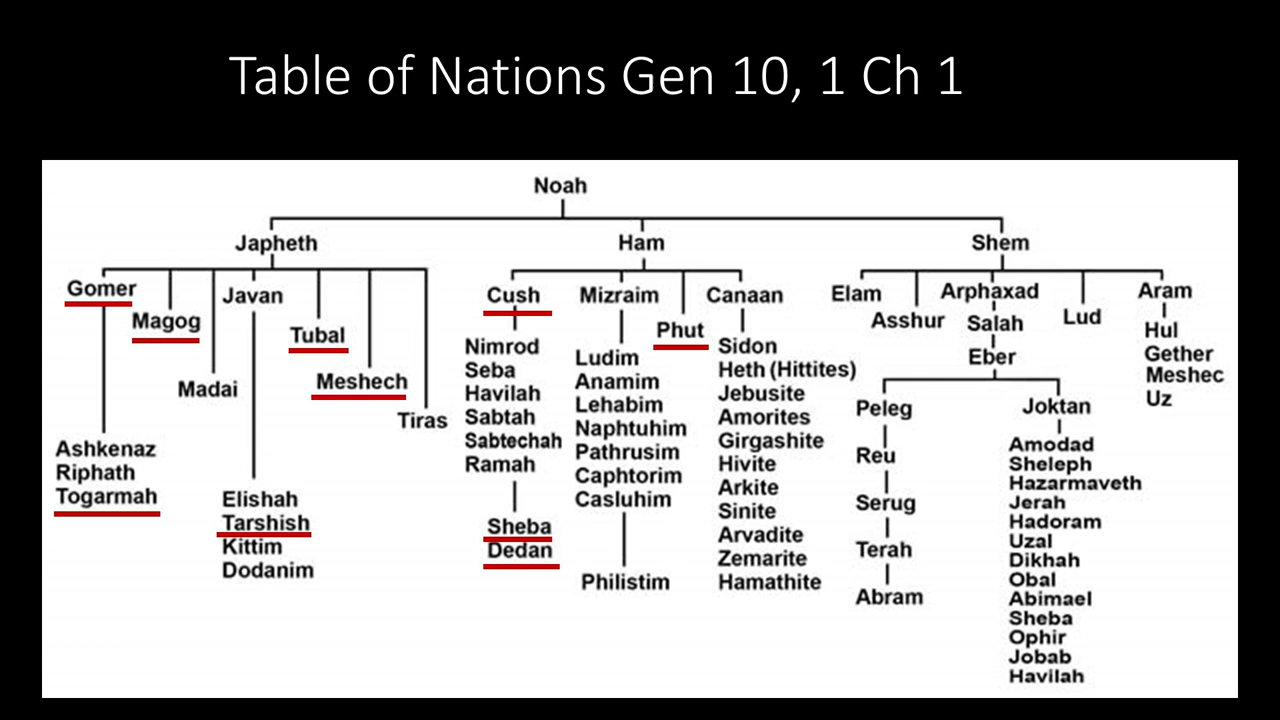 Table of Nations Gen 10, 1 Ch 1
Noah
Japheth
Ham
Shem
Gomer
Magog
Madai
Javan
Tubal
Meshech
Tiras
Ashkenaz
Riphath
Togarmah
Elishah
Tarshish
Kittim
Dodanim
Cush
Mizraim
Phut
Canaan
Nimrod
Seba
Havilah
Sabtah
Sabtechah
Ramah
Sheba
Dedan
Ludim
Anamim
Lehabim
Naphtuhim
Pathrusim
Caphtorim
Casluhim
Philistim
Sidon
Heth (Hittites)
Jebusite
Amorites
Girgashite
Hivite
Arkite
Sinite
Arvadite
Zemarite
Hamathite
Elam
Asshur
Arphaxad
Salah
Eber
Lud
Aram
Hul
Gether
Meshec
Uz
Peleg
Reu
Serug
Terah
Abram
Joktan
Amodad
Sheleph
Hazarmaveth
Jerah
Hadoram
Uzal
Dikhah
Obal
Abimael
Sheba
Ophir
Jobab
Havilah